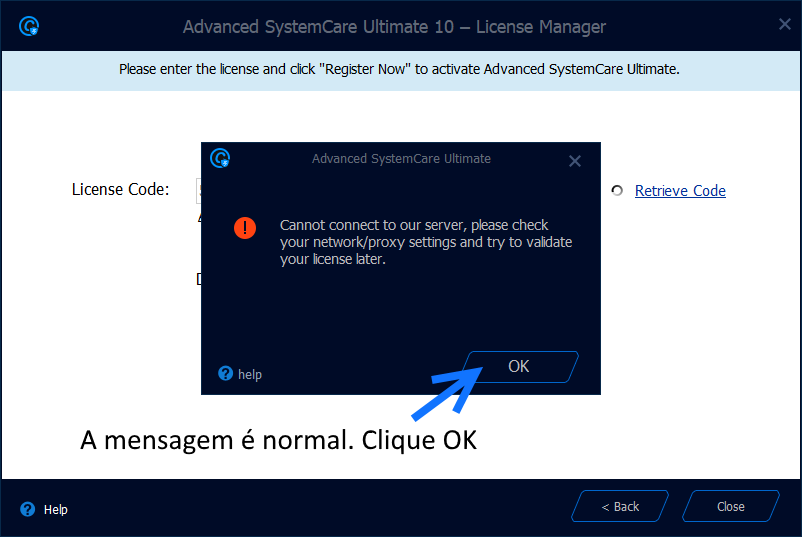 Advanced SystemCare Ultimate 10 – License Manager
Please enter the license and click "Register Now" to activate Advanced SystemCare Ultimate.
Advanced SystemCare Ultimate
License Code:
Retrieve Code
Cannot connect to our server, please check
your network/proxy settings and try to validate
your license later.
OK
help
A mensagem é normal. Clique OK
Help
< Back
Close